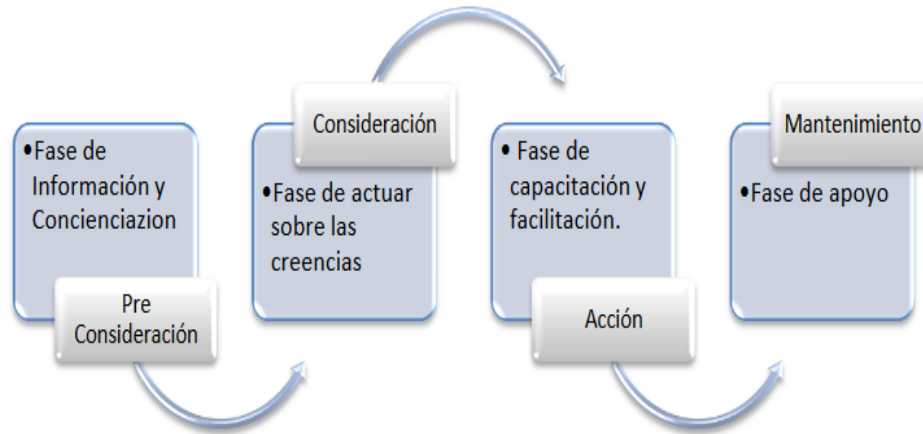 •Fase de
Información y
Concienciazion
Pre
Consideración
Consideración
•Fase de actuar
sobre las
creencias
• Fase de
capacitación y
facilitación.
Acción
Mantenimiento
•Fase de apoyo